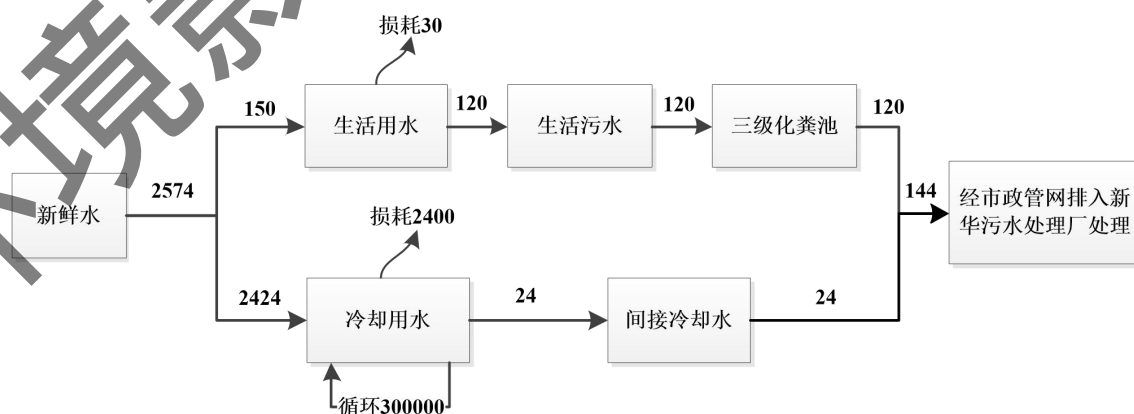 损耗30
150
生活用水
120
生活污水
120
三级化粪池
120
新鲜水
2574
144
经市政管网排入新
华污水处理厂处理
损耗2400
2424
冷却用水
24
间接冷却水
24
循环300000
境